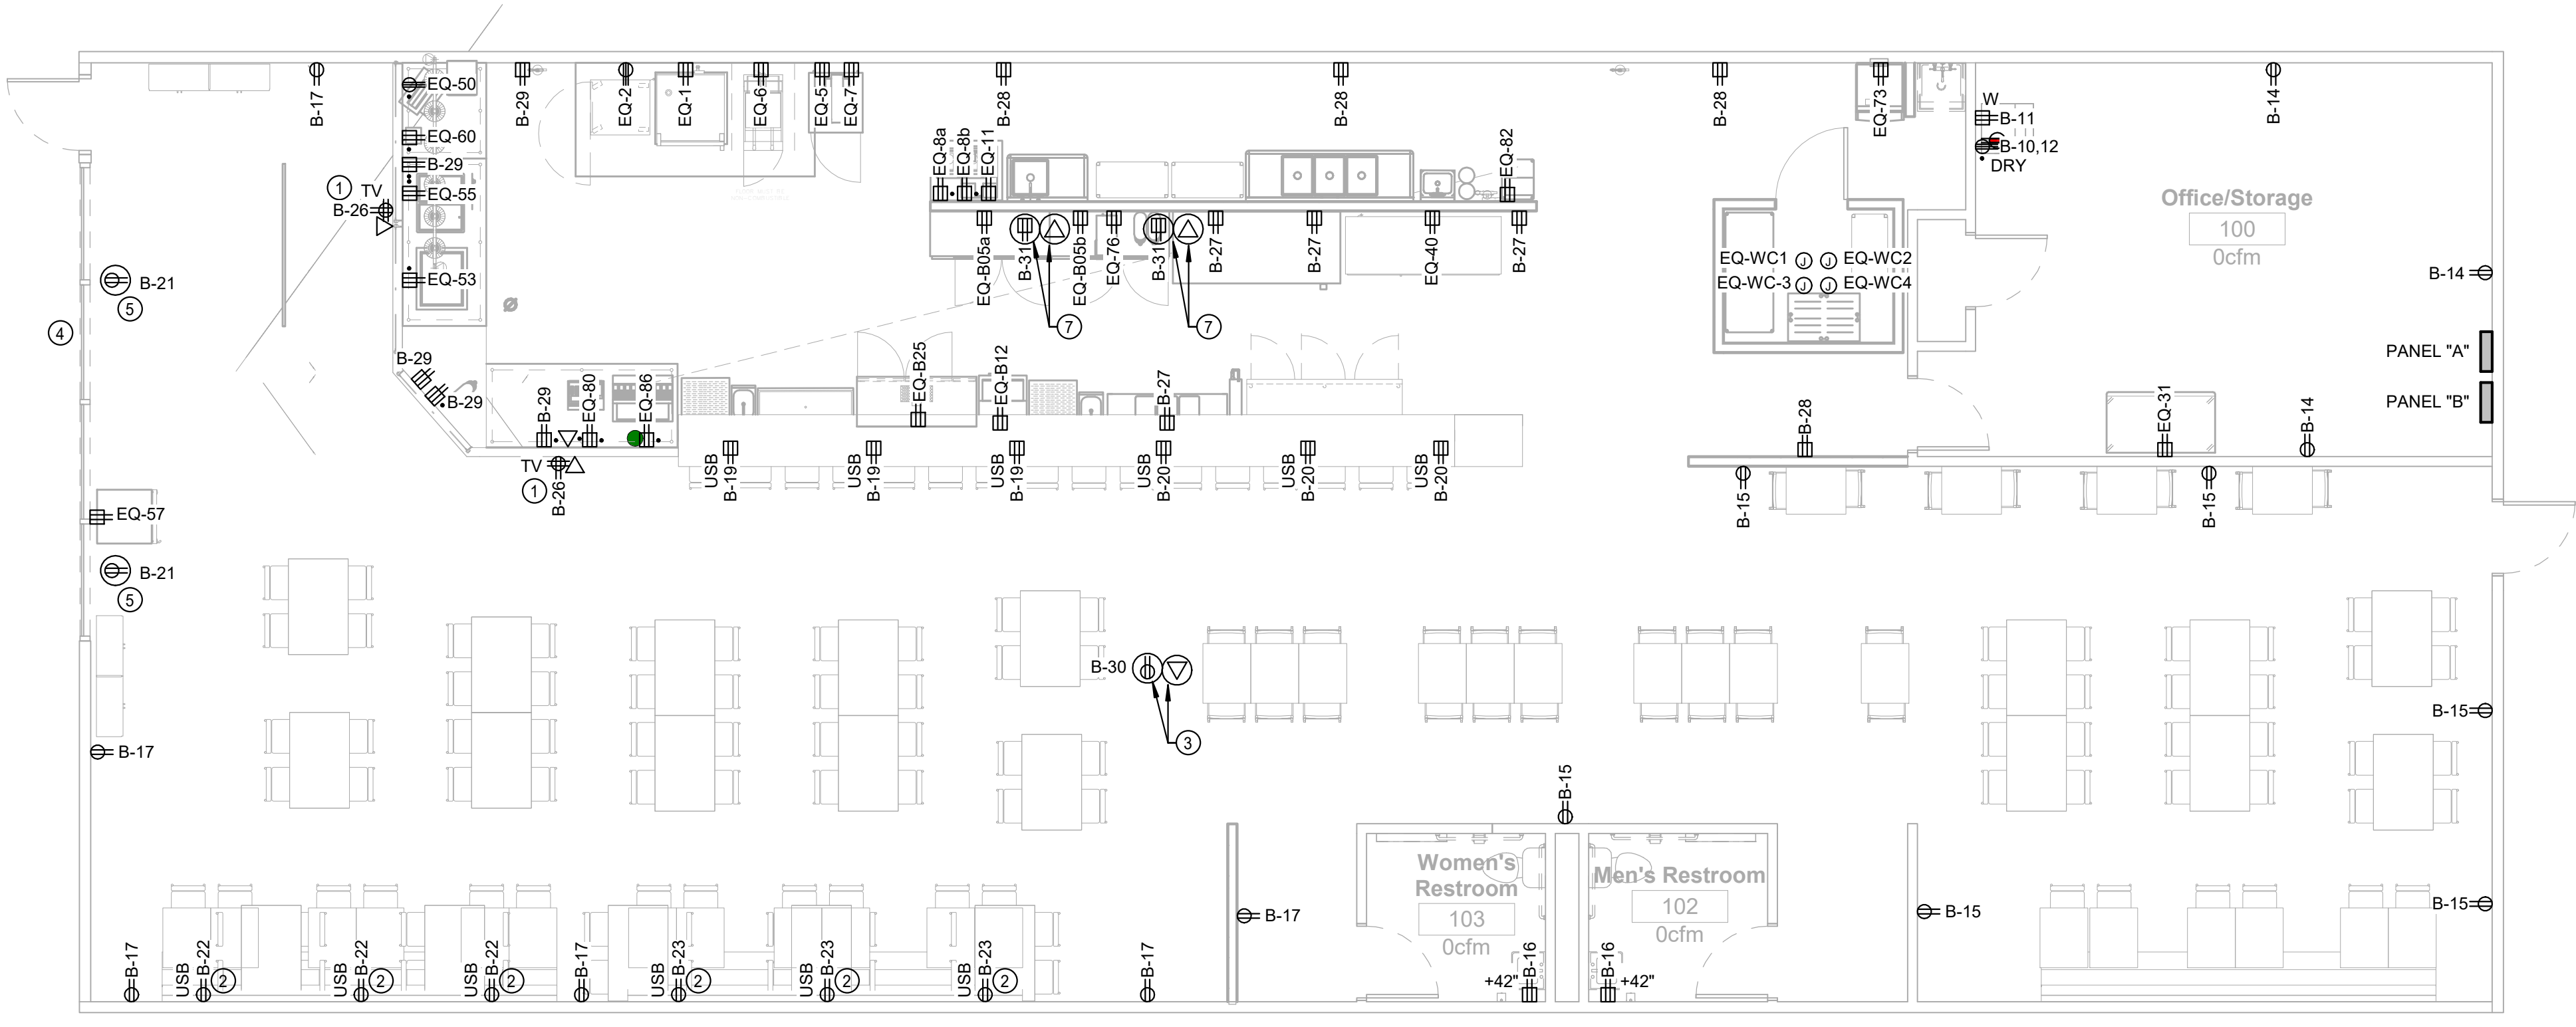 B-17
EQ-50
EQ-60
B-29
EQ-55
EQ-53
1
TV
B-26
B-29
EQ-2
EQ-1
EQ-6
EQ-5
EQ-7
B-28
B-28
B-28
EQ-73
W
B-11
B-10,12
DRY
B-14
EQ-8a
EQ-8b
EQ-11
EQ-82
Office/Storage
100
0cfm
B-21
5
4
EQ-B05a
B-31
EQ-B05b
EQ-76
B-31
B-27
B-27
EQ-40
B-27
7
7
EQ-WC1
J
J
EQ-WC2
EQ-WC-3
J
J
EQ-WC4
B-14
PANEL "A"
PANEL "B"
B-29
B-29
B-29
EQ-80
EQ-86
EQ-B25
EQ-B12
B-27
B-28
EQ-31
B-14
TV
1
B-26
USB
B-19
USB
B-19
USB
B-19
USB
B-20
USB
B-20
USB
B-20
B-15
B-15
EQ-57
B-21
5
B-30
3
B-17
B-15
B-15
B-15
Women's
Restroom
103
0cfm
Men's Restroom
102
0cfm
B-17
B-15
B-17
USB
B-22
2
USB
B-22
2
USB
B-22
2
B-17
USB
B-23
2
USB
B-23
2
USB
B-23
2
B-17
+42"
B-16
B-16
+42"